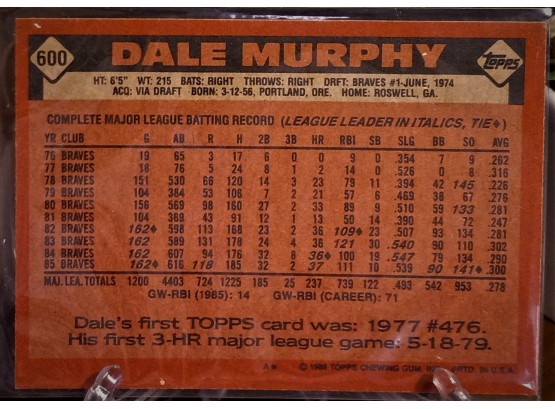 600 DALE MURPHY Topps
HT: 6'5" WT: 215 BATS: RIGHT THROWS: RIGHT DRFT: BRAVES #1-JUNE, 1974
ACQ: VIA DRAFT BORN: 3-12-56, PORTLAND, ORE. HOME: ROSWELL, GA.
COMPLETE MAJOR LEAGUE BATTING RECORD (LEAGUE LEADER IN ITALICS, TIE♦)
YR CLUB G AB R H 2B 3B HR RBI SB SLG BB SO AVG
76 BRAVES 19 65 3 17 6 0 0 9 0 .354 7 9 .262
77 BRAVES 18 76 5 24 8 1 2 14 0 .526 0 8 .316
78 BRAVES 151 530 66 120 14 3 23 79 11 .394 42 145 .226
79 BRAVES 104 384 53 106 7 2 21 57 6 .469 38 67 .276
80 BRAVES 156 569 98 160 27 2 33 89 9 .510 59 133 .281
81 BRAVES 104 369 43 91 12 1 13 50 14 .390 44 72 .247
82 BRAVES 162♦ 598 113 168 23 2 36 109♦ 23 .507 93 134 .281
83 BRAVES 162 589 131 178 24 4 36 121 30 .540 90 110 .302
84 BRAVES 162 607 94 176 32 8 36♦ 100 19 .547 79 134 .290
85 BRAVES 162♦ 616 118 185 32 2 37 111 10 .539 90 141♦ .300
MAJ. LEA. TOTALS 1200 4403 724 1225 185 25 237 739 122 .493 542 953 .278
GW-RBI (1985): 14 GW-RBI (CAREER): 71
Dale's first TOPPS card was: 1977 #476.
His first 3-HR major league game: 5-18-79.
A* © 1986 TOPPS CHEWING GUM, INC. PRTD. IN U.S.A.